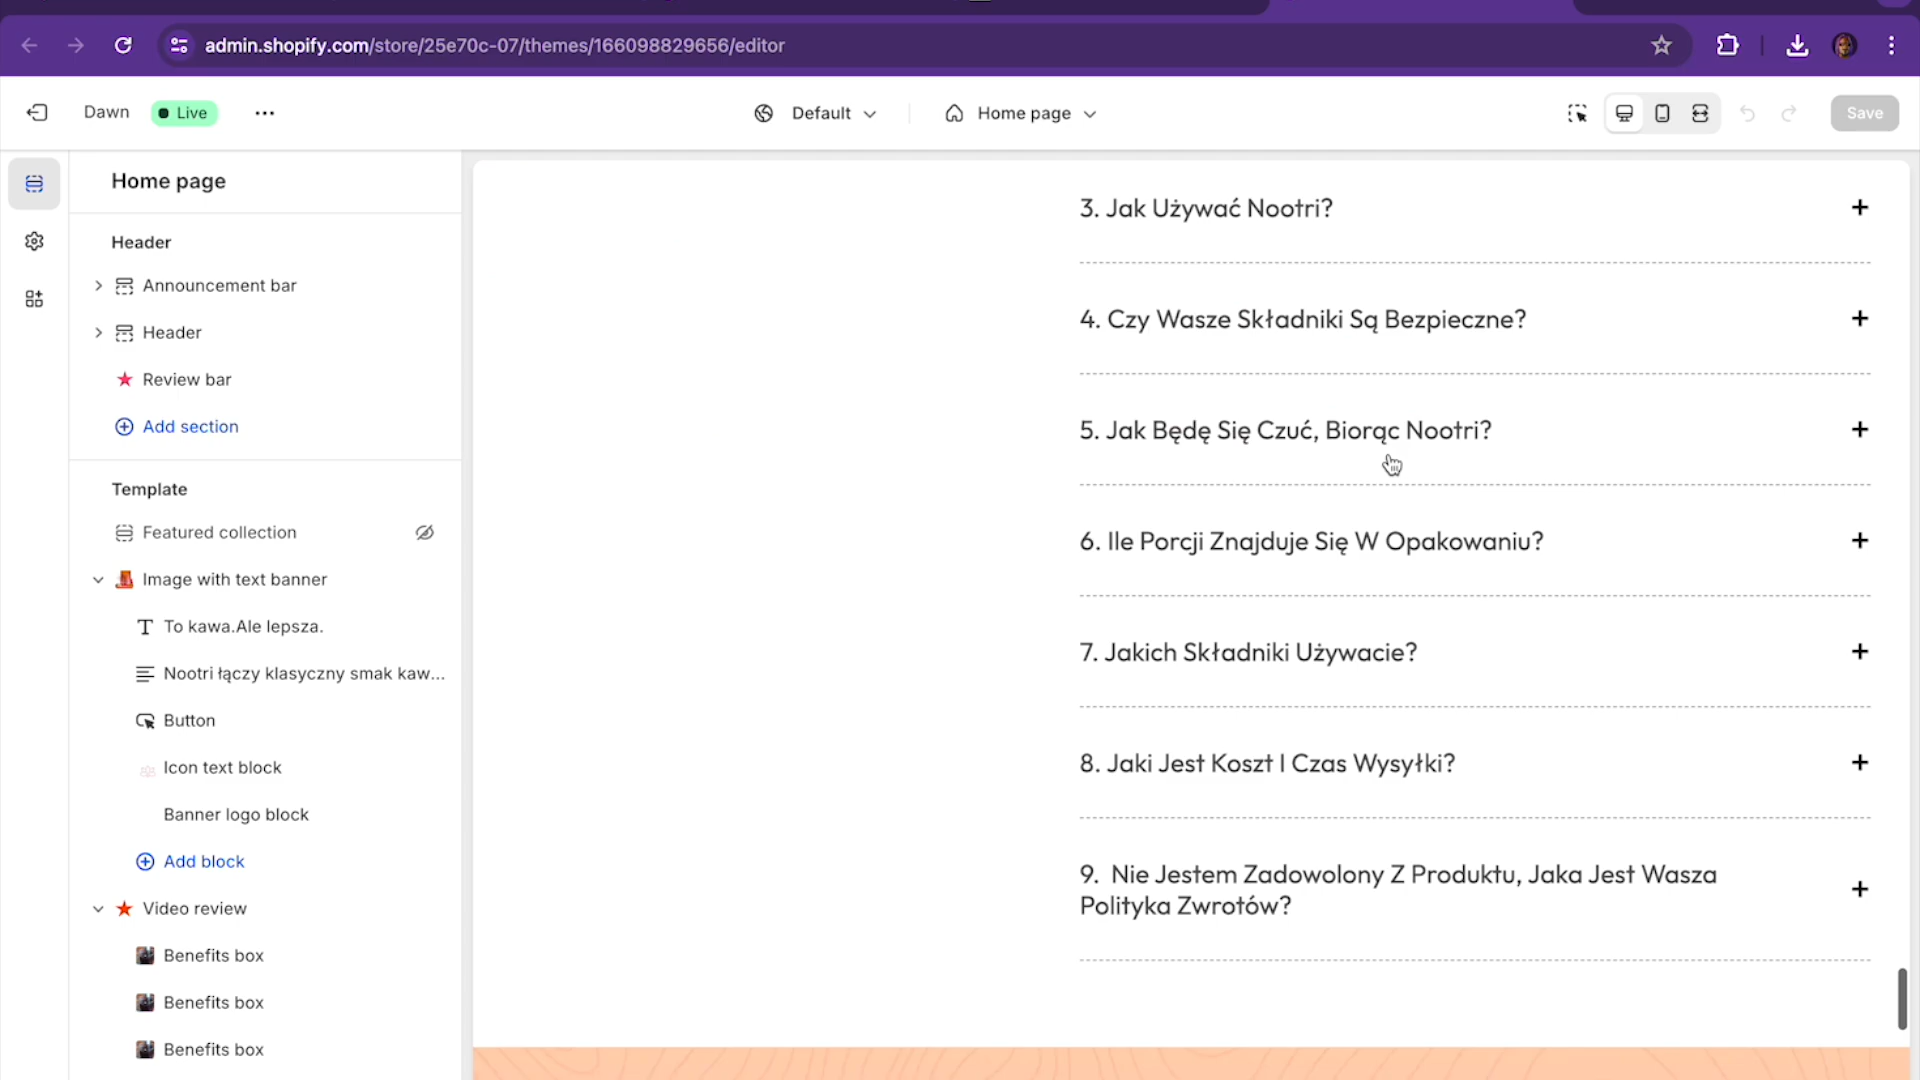 admin.shopify.com/store/25e70c-07/themes/166098829656/editor
Dawn
Live
Default
Home page
Save
Home page
Header
Announcement bar
Header
Review bar
Add section
Template
Featured collection
Image with text banner
To kawa.Ale lepsza.
Nootri łączy klasyczny smak kaw...
Button
Icon text block
Banner logo block
Add block
Video review
Benefits box
Benefits box
Benefits box
3. Jak Używać Nootri?
4. Czy Wasze Składniki Są Bezpieczne?
5. Jak Będę Się Czuć, Biorąc Nootri?
6. Ile Porcji Znajduje Się W Opakowaniu?
7. Jakich Składniki Używacie?
8. Jaki Jest Koszt I Czas Wysyłki?
9. Nie Jestem Zadowolony Z Produktu, Jaka Jest Wasza
Polityka Zwrotów?